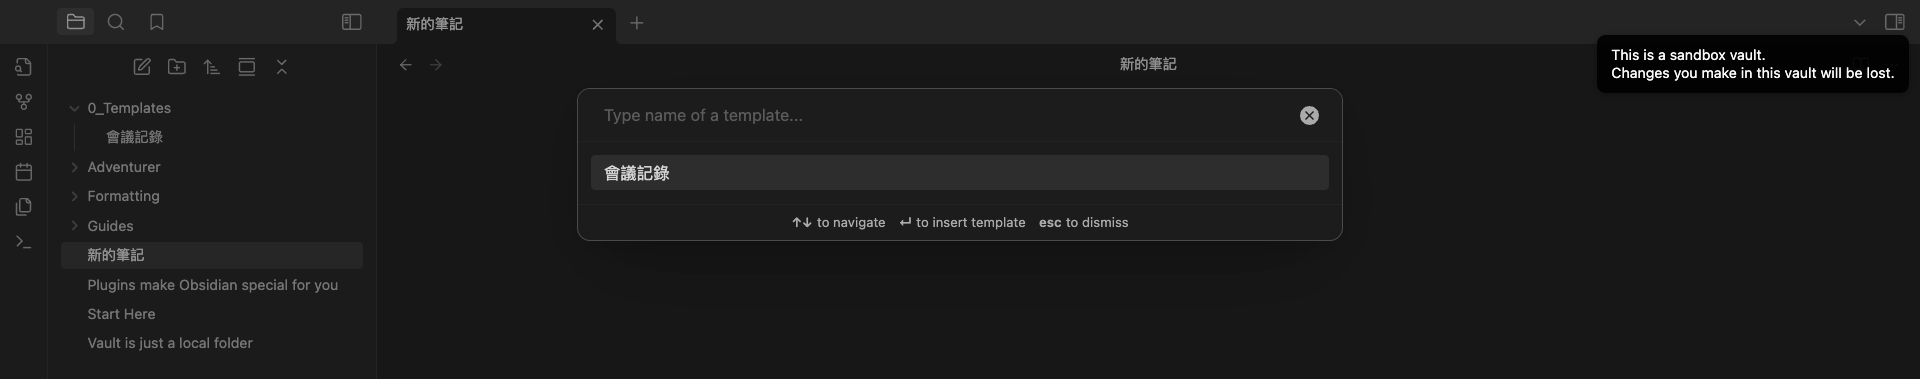 新的筆記
新的筆記
This is a sandbox vault.
Changes you make in this vault will be lost.
0_Templates
會議記錄
Adventurer
Formatting
Guides
新的筆記
Plugins make Obsidian special for you
Start Here
Vault is just a local folder
Type name of a template...
會議記錄
↑↓ to navigate ↵ to insert template esc to dismiss